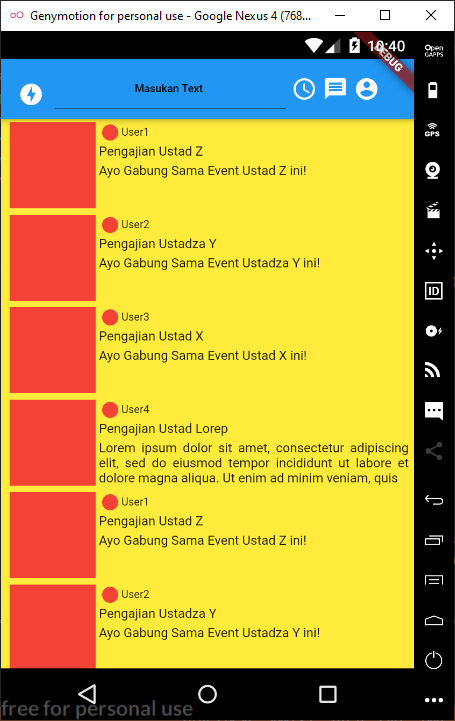 Genymotion for personal use - Google Nexus 4 (768...
10:40
DEBUG
Open
GAPPS
Masukan Text
GPS
ID
User1
Pengajian Ustad Z
Ayo Gabung Sama Event Ustad Z ini!
User2
Pengajian Ustadza Y
Ayo Gabung Sama Event Ustadza Y ini!
User3
Pengajian Ustad X
Ayo Gabung Sama Event Ustad X ini!
User4
Pengajian Ustad Lorep
Lorem ipsum dolor sit amet, consectetur adipiscing
elit, sed do eiusmod tempor incididunt ut labore et
dolore magna aliqua. Ut enim ad minim veniam, quis
User1
Pengajian Ustad Z
Ayo Gabung Sama Event Ustad Z ini!
User2
Pengajian Ustadza Y
Ayo Gabung Sama Event Ustadza Y ini!
free for personal use